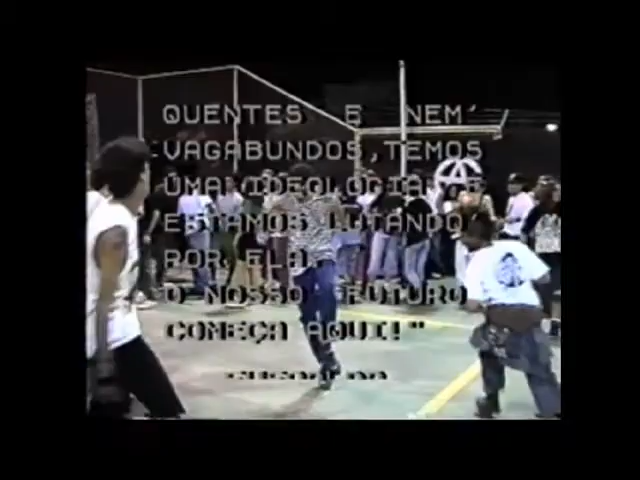 QUENTES E NEM
VAGABUNDOS,TEMOS
UMA IDEOLOGIA, E
ESTAMOS LUTANDO
POR ELA.
O NOSSO FUTURO
COMEÇA AQUI!"